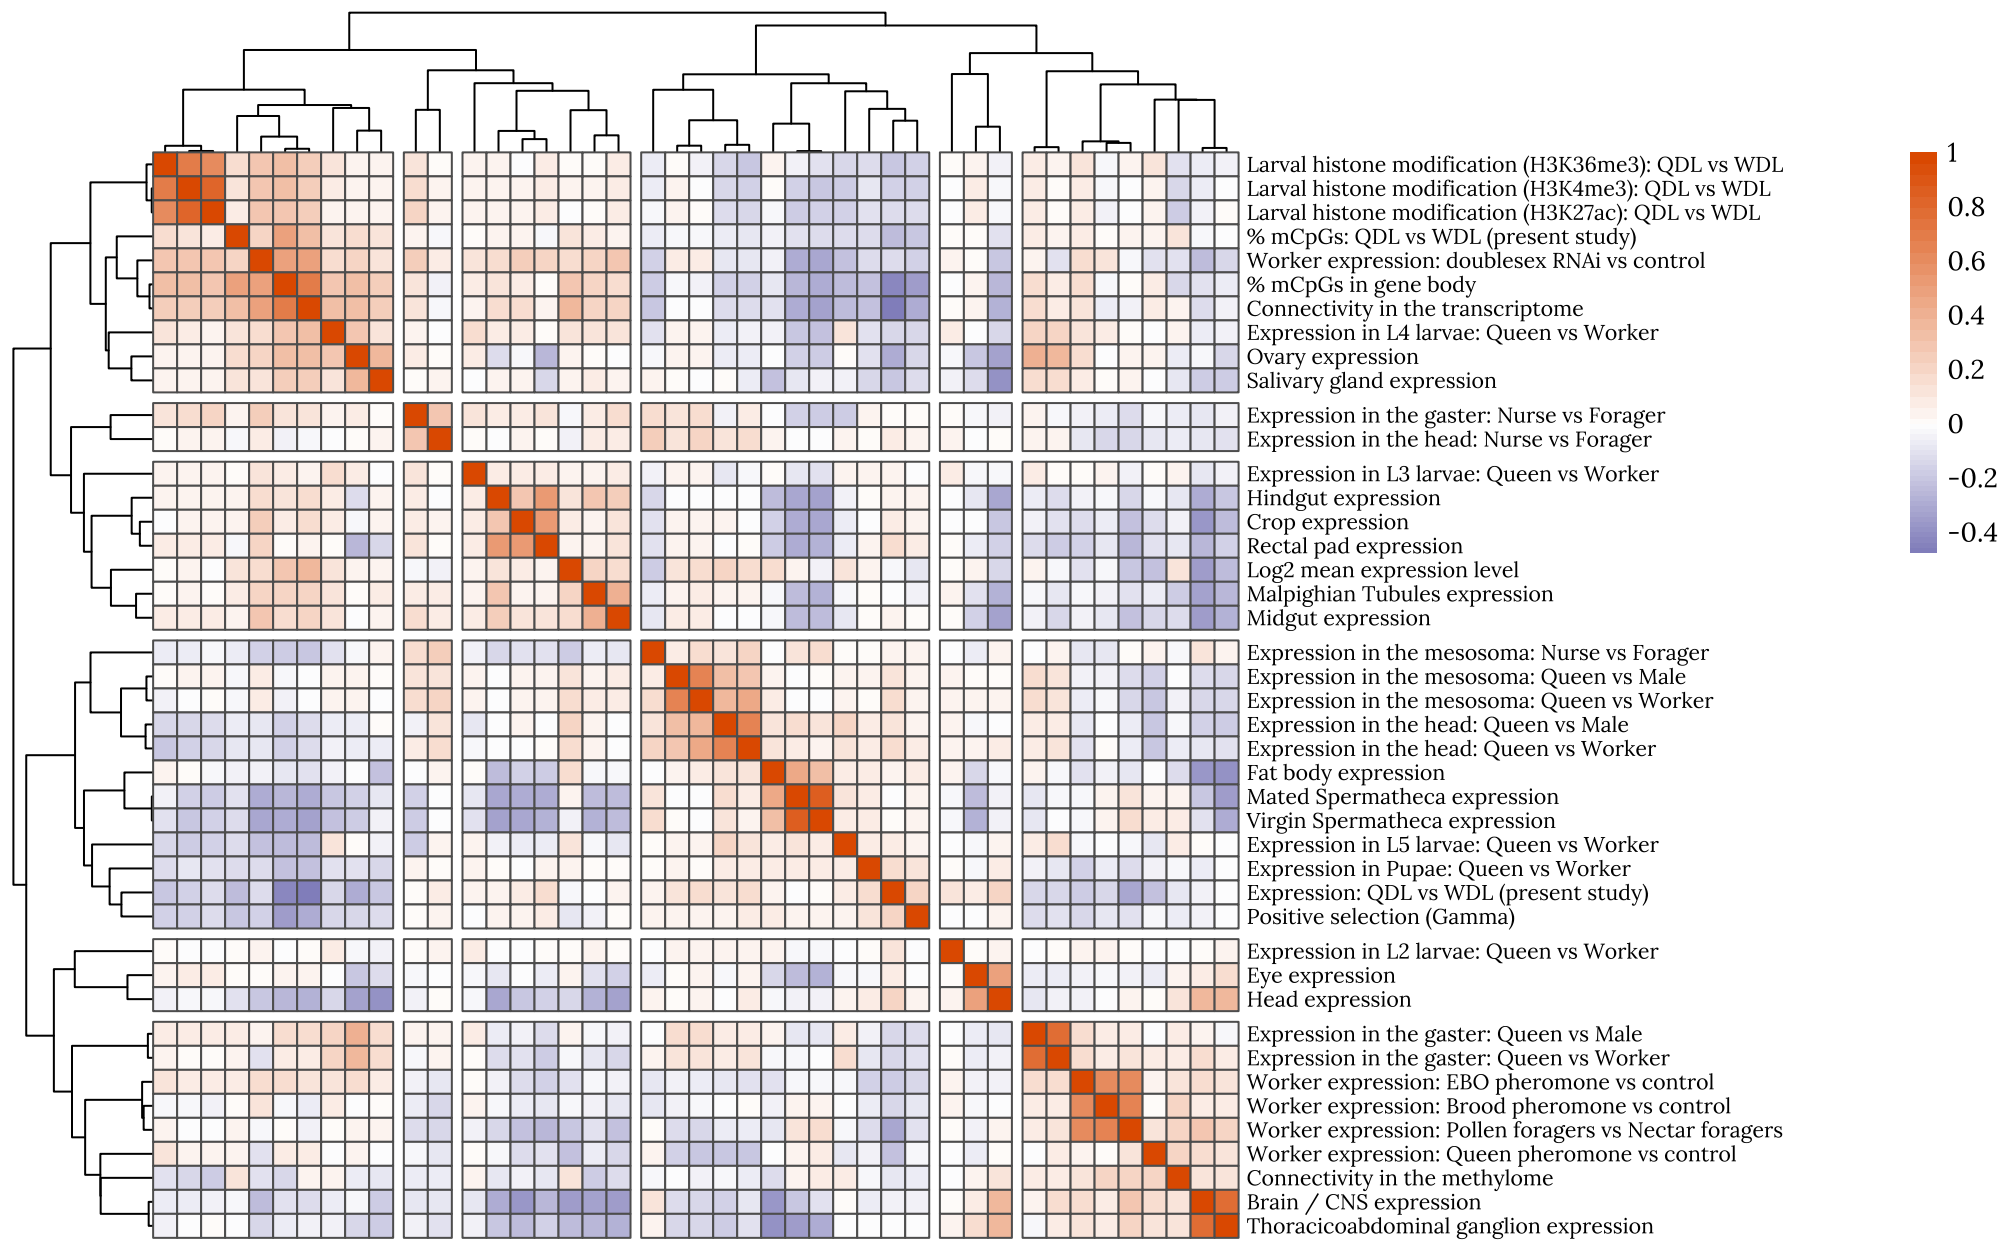 Larval histone modification (H3K36me3): QDL vs WDL
Larval histone modification (H3K4me3): QDL vs WDL
Larval histone modification (H3K27ac): QDL vs WDL
% mCpGs: QDL vs WDL (present study)
Worker expression: doublesex RNAi vs control
% mCpGs in gene body
Connectivity in the transcriptome
Expression in L4 larvae: Queen vs Worker
Ovary expression
Salivary gland expression
Expression in the gaster: Nurse vs Forager
Expression in the head: Nurse vs Forager
Expression in L3 larvae: Queen vs Worker
Hindgut expression
Crop expression
Rectal pad expression
Log2 mean expression level
Malpighian Tubules expression
Midgut expression
Expression in the mesosoma: Nurse vs Forager
Expression in the mesosoma: Queen vs Male
Expression in the mesosoma: Queen vs Worker
Expression in the head: Queen vs Male
Expression in the head: Queen vs Worker
Fat body expression
Mated Spermatheca expression
Virgin Spermatheca expression
Expression in L5 larvae: Queen vs Worker
Expression in Pupae: Queen vs Worker
Expression: QDL vs WDL (present study)
Positive selection (Gamma)
Expression in L2 larvae: Queen vs Worker
Eye expression
Head expression
Expression in the gaster: Queen vs Male
Expression in the gaster: Queen vs Worker
Worker expression: EBO pheromone vs control
Worker expression: Brood pheromone vs control
Worker expression: Pollen foragers vs Nectar foragers
Worker expression: Queen pheromone vs control
Connectivity in the methylome
Brain / CNS expression
Thoracicoabdominal ganglion expression
1
0.8
0.6
0.4
0.2
0
-0.2
-0.4